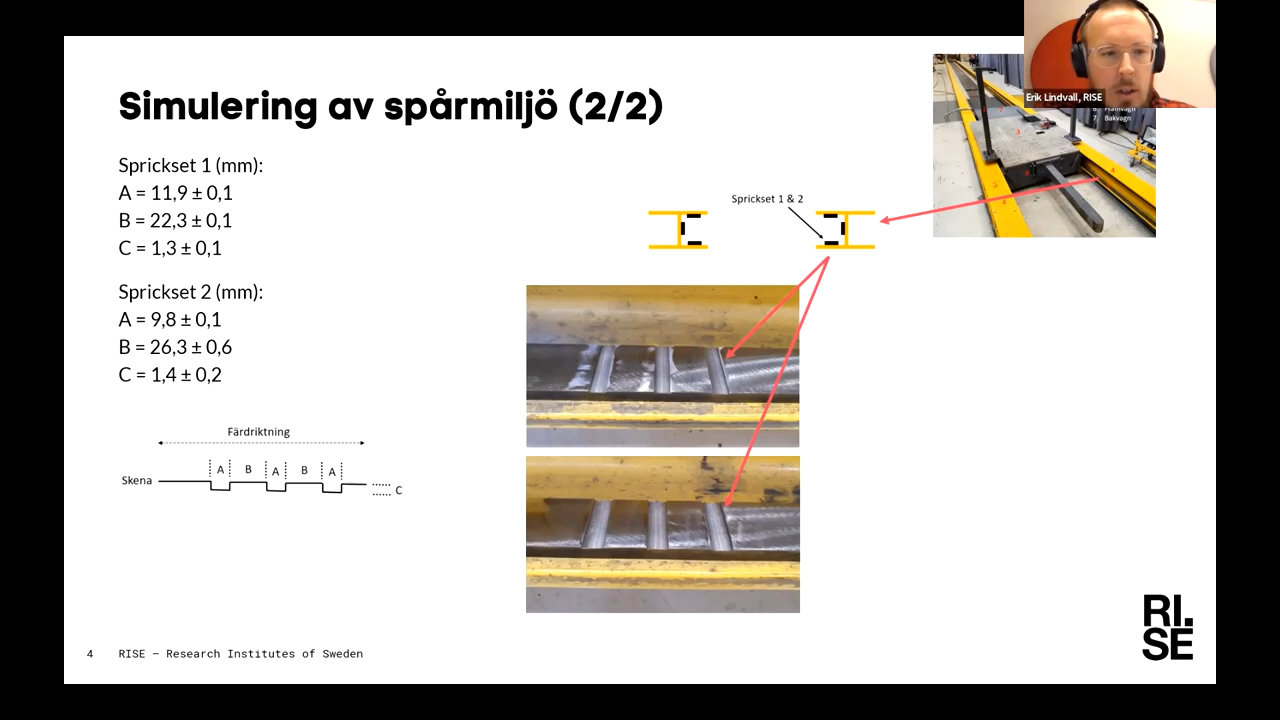 Simulering av spårmiljö (2/2)
Sprickset 1 (mm):
A = 11,9 ± 0,1
B = 22,3 ± 0,1
C = 1,3 ± 0,1
Sprickset 2 (mm):
A = 9,8 ± 0,1
B = 26,3 ± 0,6
C = 1,4 ± 0,2
Färdriktning
A B A B A
Skena
C
Sprickset 1 & 2
Erik Lindvall, RISE
7. Bakvagn
RI.
SE
4 RISE — Research Institutes of Sweden